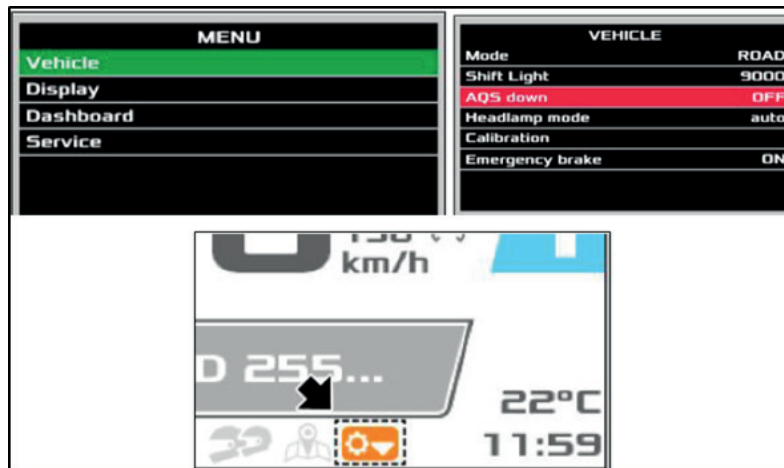 MENU
Vehicle
Display
Dashboard
Service
VEHICLE
Mode ROAD
Shift Light 9000
AQS down OFF
Headlamp mode auto
Calibration
Emergency brake ON
km/h
D 255...
22°C
11:59